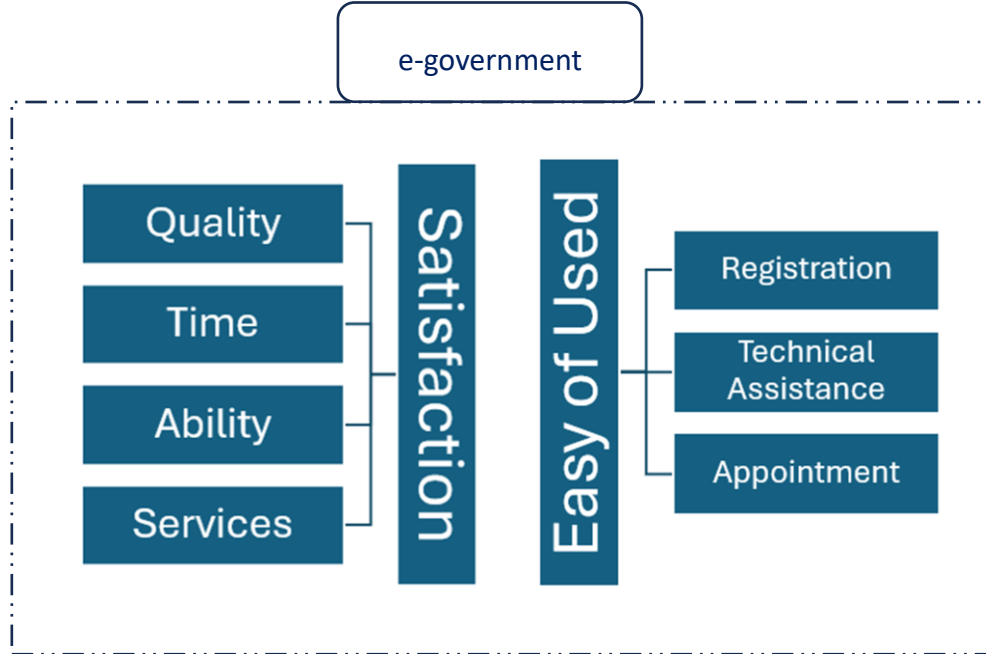 e-government
Quality
Time
Ability
Services
Satisfaction
Easy of Used
Registration
Technical
Assistance
Appointment